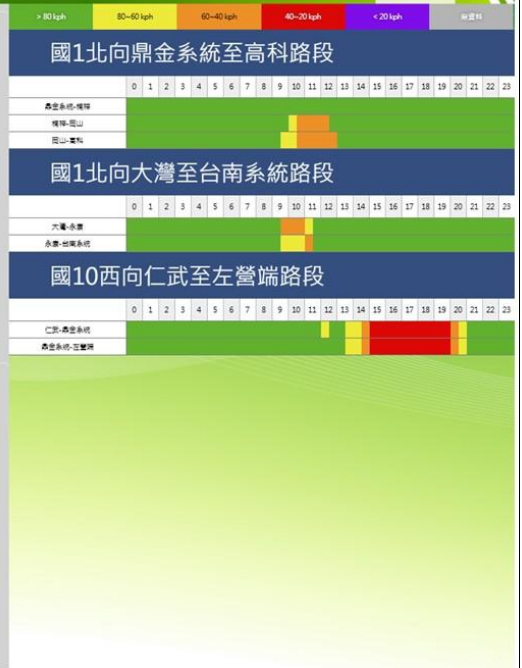 > 80 kph 80~60 kph 60~40 kph 40~20 kph < 20 kph 無資料
國1北向鼎金系統至高科路段
0 1 2 3 4 5 6 7 8 9 10 11 12 13 14 15 16 17 18 19 20 21 22 23
鼎金系統-楠梓
楠梓-岡山
岡山-高科
國1北向大灣至台南系統路段
0 1 2 3 4 5 6 7 8 9 10 11 12 13 14 15 16 17 18 19 20 21 22 23
大灣-永康
永康-台南系統
國10西向仁武至左營端路段
0 1 2 3 4 5 6 7 8 9 10 11 12 13 14 15 16 17 18 19 20 21 22 23
仁武-鼎金系統
鼎金系統-左營端